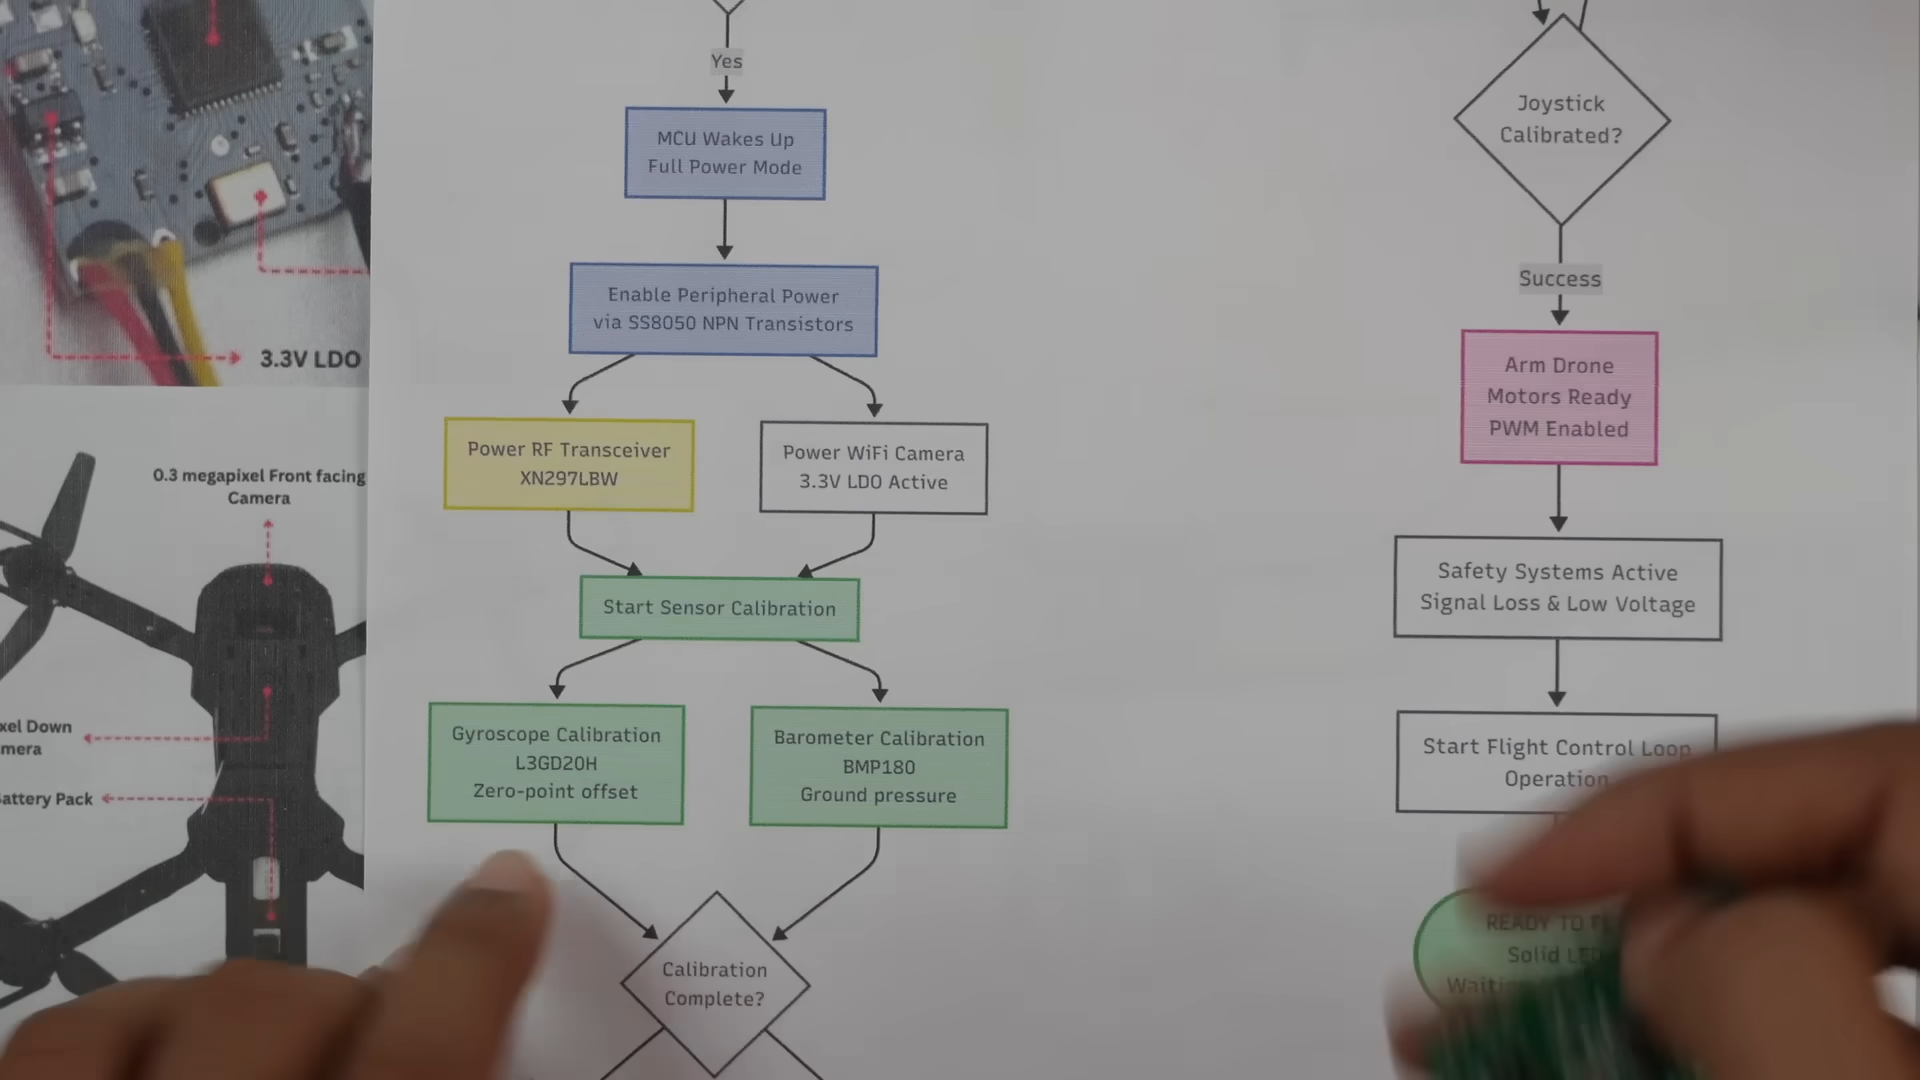 3.3V LDO
0.3 megapixel Front facing
Camera
xel Down
mera
attery Pack
Yes
MCU Wakes Up
Full Power Mode
Enable Peripheral Power
via SS8050 NPN Transistors
Power RF Transceiver
XN297LBW
Power WiFi Camera
3.3V LDO Active
Start Sensor Calibration
Gyroscope Calibration
L3GD20H
Zero-point offset
Barometer Calibration
BMP180
Ground pressure
Calibration
Complete?
Joystick
Calibrated?
Success
Arm Drone
Motors Ready
PWM Enabled
Safety Systems Active
Signal Loss & Low Voltage
Start Flight Control Loop
Operation
READY TO
Solid LED